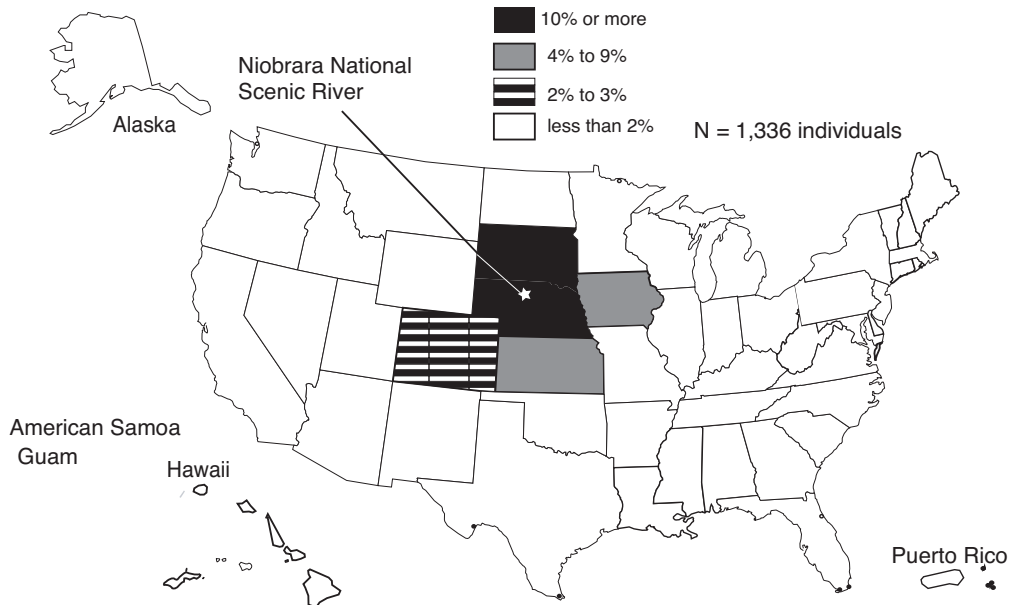 10% or more
4% to 9%
2% to 3%
less than 2%
N = 1,336 individuals
Niobrara National
Scenic River
Alaska
American Samoa
Guam
Hawaii
Puerto Rico